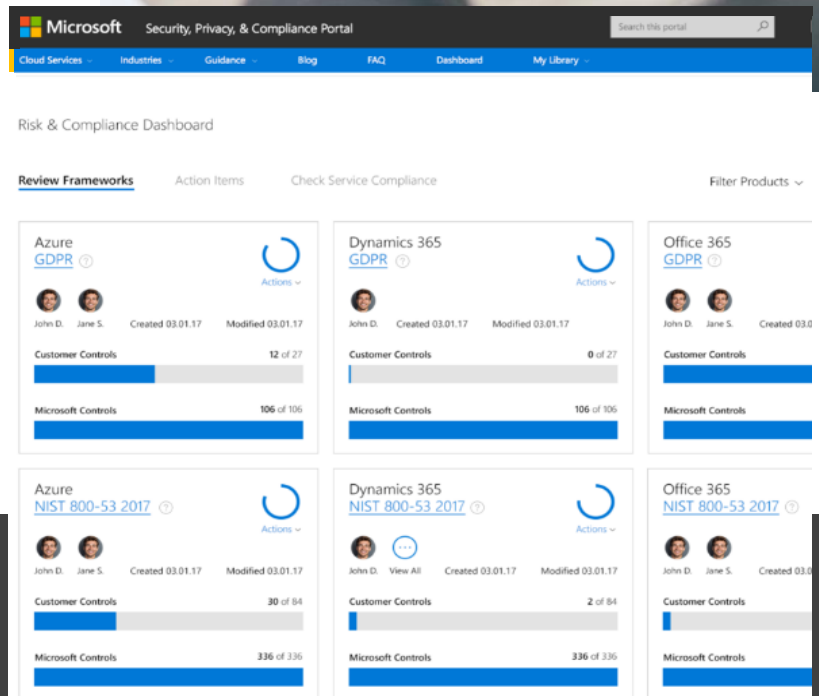 Microsoft Security, Privacy, & Compliance Portal Search this portal
Cloud Services Industries Guidance Blog FAQ Dashboard My Library
Risk & Compliance Dashboard
Review Frameworks Action Items Check Service Compliance Filter Products
Azure
GDPR ?
Actions
John D. Jane S. Created 03.01.17 Modified 03.01.17
Customer Controls 12 of 27
Microsoft Controls 106 of 106
Dynamics 365
GDPR ?
Actions
John D. Created 03.01.17 Modified 03.01.17
Customer Controls 0 of 27
Microsoft Controls 106 of 106
Office 365
GDPR ?
John D. Jane S. Created 03.0
Customer Controls
Microsoft Controls
Azure
NIST 800-53 2017 ?
Actions
John D. Jane S. Created 03.01.17 Modified 03.01.17
Customer Controls 30 of 84
Microsoft Controls 336 of 336
Dynamics 365
NIST 800-53 2017 ?
Actions
John D. View All Created 03.01.17 Modified 03.01.17
Customer Controls 2 of 84
Microsoft Controls 336 of 336
Office 365
NIST 800-53 2017 ?
John D. Jane S. Created 03.0
Customer Controls
Microsoft Controls